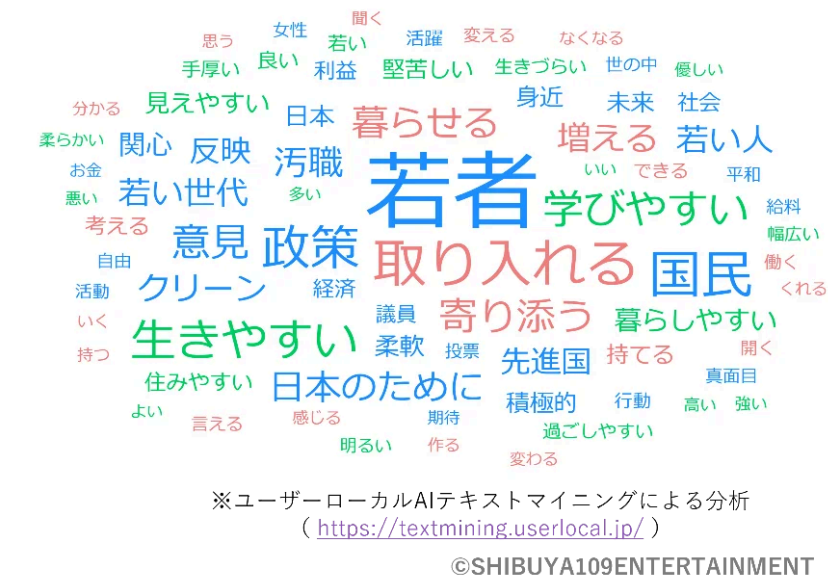 聞く
女性
思う
若い
活躍
変える
なくなる
手厚い
良い
利益
堅苦しい
生きづらい
世の中
優しい
分かる
見えやすい
日本
暮らせる
身近
未来
社会
柔らかい
関心
反映
汚職
若者
増える
若い人
お金
いい
できる
平和
悪い
若い世代
多い
学びやすい
給料
考える
意見
政策
取り入れる
国民
幅広い
自由
働く
活動
クリーン
経済
くれる
いく
議員
寄り添う
暮らしやすい
持つ
生きやすい
柔軟
投票
先進国
持てる
開く
住みやすい
日本のために
真面目
よい
積極的
行動
高い
強い
言える
感じる
期待
過ごしやすい
明るい
作る
変わる
※ユーザーローカルAIテキストマイニングによる分析
( https://textmining.userlocal.jp/ )
©SHIBUYA109ENTERTAINMENT